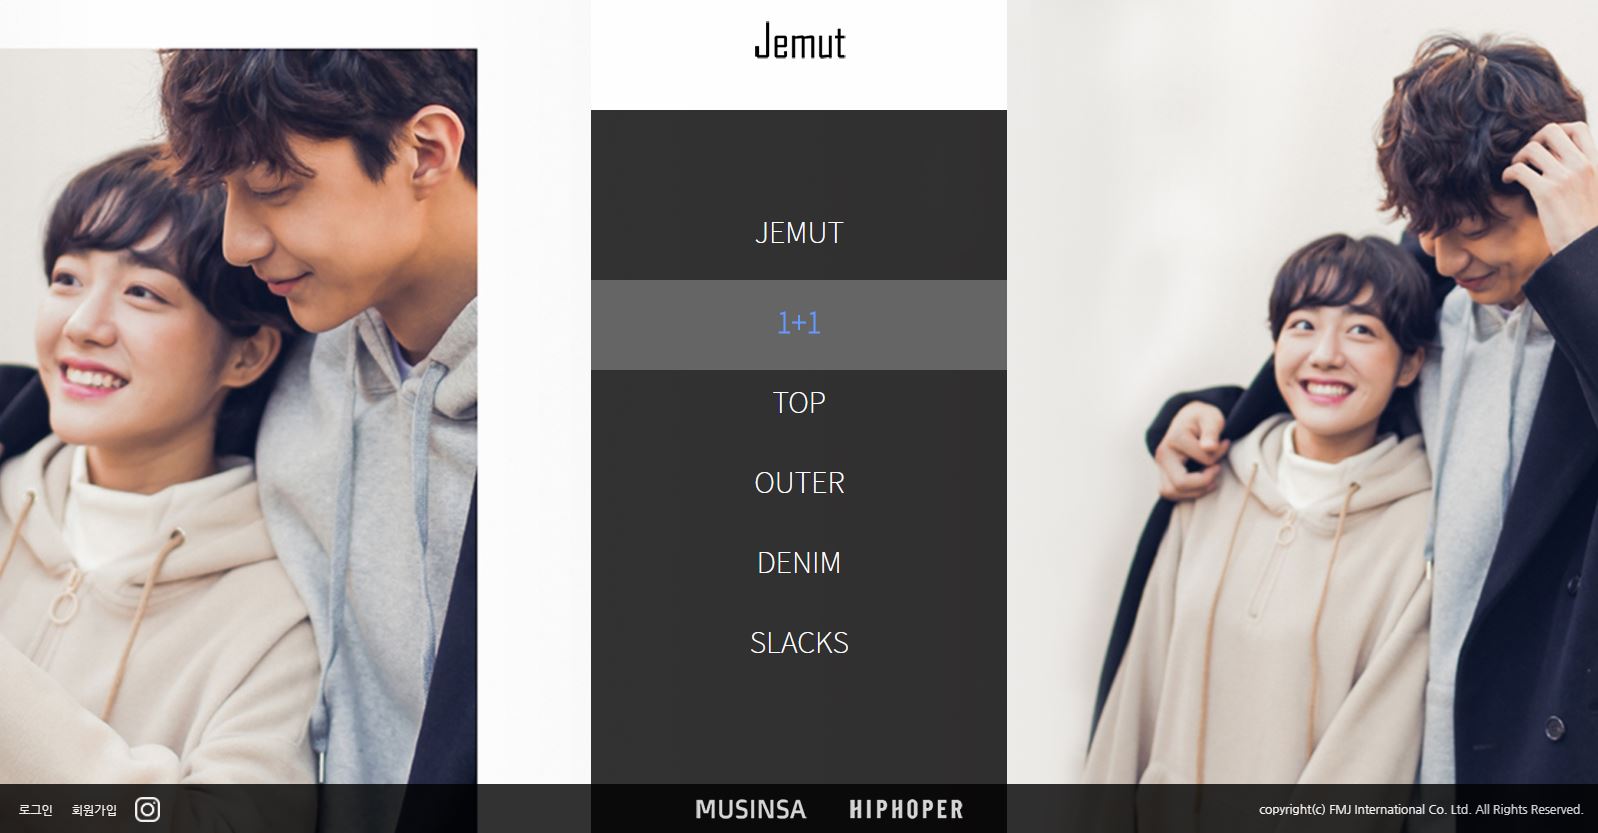 Jemut
JEMUT
1+1
TOP
OUTER
DENIM
SLACKS
로그인 회원가입 MUSINSA HIPHOPER copyright(c) FMJ International Co. Ltd. All Rights Reserved.